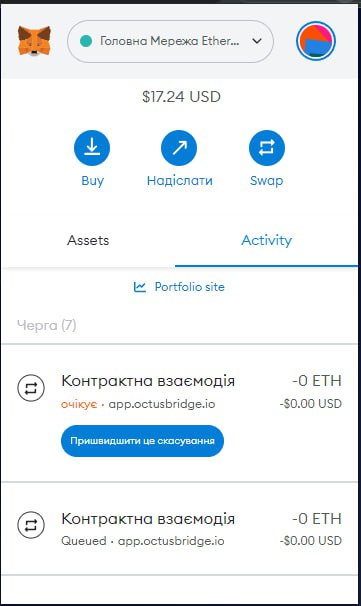 Головна Мережа Ether...
$17.24 USD
Buy
Надіслати
Swap
Assets
Activity
Portfolio site
Черга (7)
Контрактна взаємодія
-0 ETH
очікує · app.octusbridge.io
-$0.00 USD
Пришвидшити це скасування
Контрактна взаємодія
-0 ETH
Queued · app.octusbridge.io
-$0.00 USD